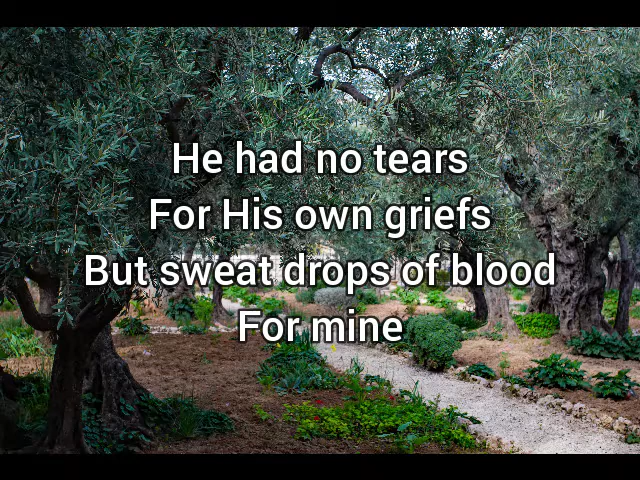 He had no tears
For His own griefs
But sweat drops of blood
For mine